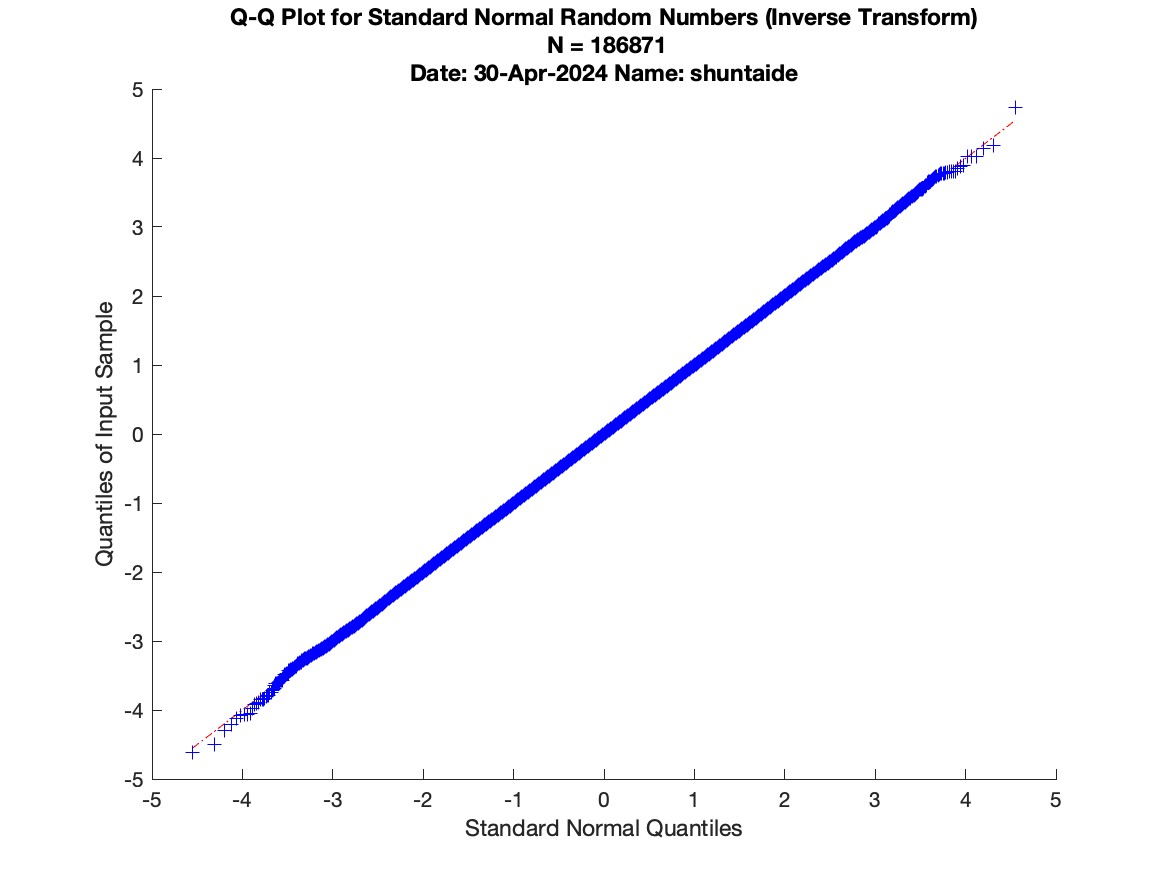 Q-Q Plot for Standard Normal Random Numbers (Inverse Transform)
N = 186871
Date: 30-Apr-2024 Name: shuntaide
5
4
3
2
1
0
-1
-2
-3
-4
-5
Quantiles of Input Sample
-5 -4 -3 -2 -1 0 1 2 3 4 5
Standard Normal Quantiles